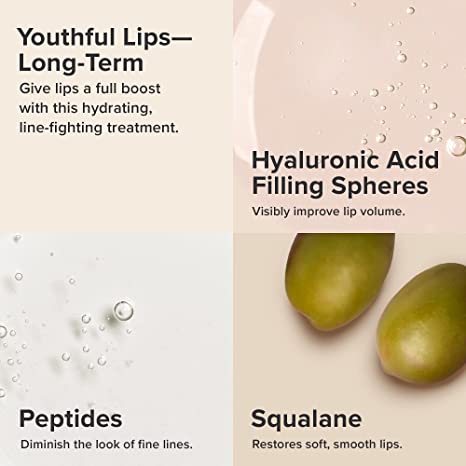 Youthful Lips—
Long-Term
Give lips a full boost
with this hydrating,
line-fighting treatment.
Hyaluronic Acid
Filling Spheres
Visibly improve lip volume.
Peptides
Diminish the look of fine lines.
Squalane
Restores soft, smooth lips.